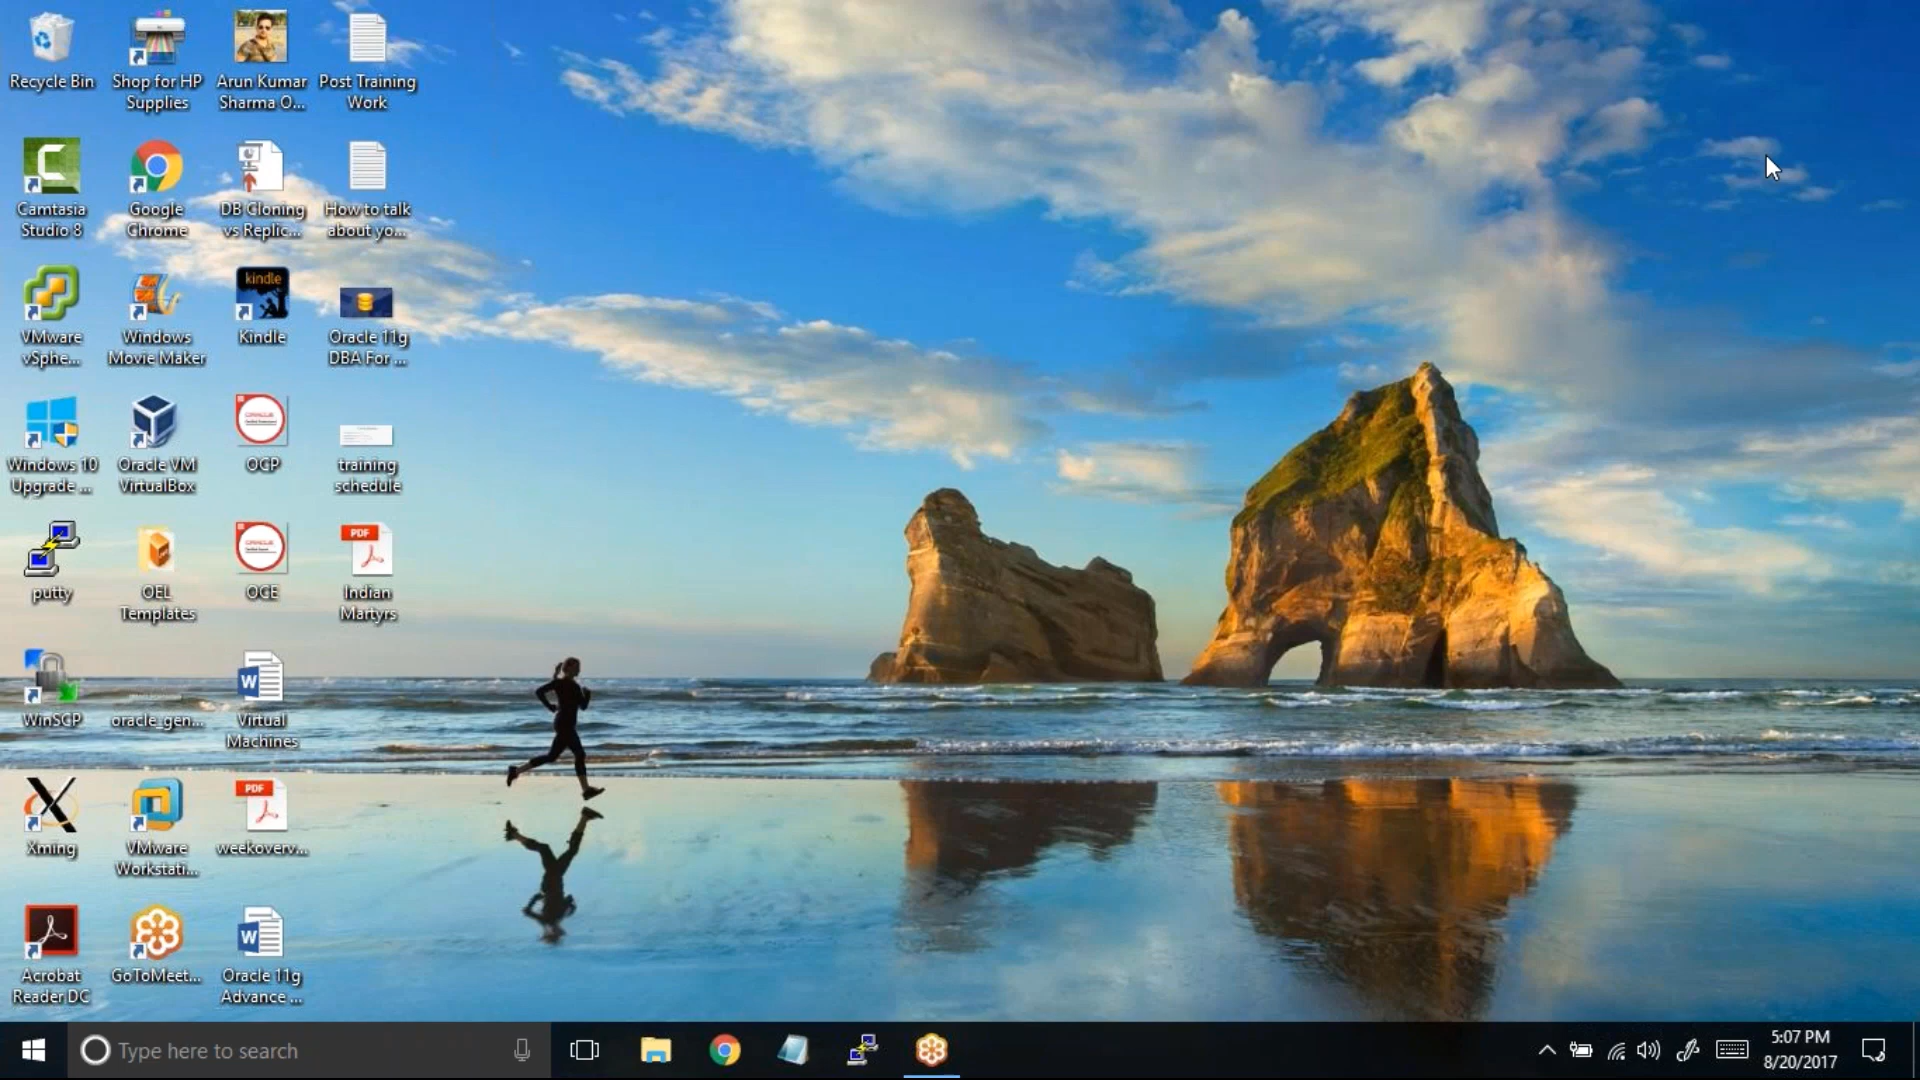 Recycle Bin
Shop for HP
Supplies
Arun Kumar
Sharma O...
Post Training
Work
Camtasia
Studio 8
Google
Chrome
DB Cloning
vs Replic...
How to talk
about yo...
VMware
vSphe...
Windows
Movie Maker
kindle
Kindle
Oracle 11g
DBA For ...
Windows 10
Upgrade ...
Oracle VM
VirtualBox
ORACLE
OCP
training
schedule
putty
OEL
Templates
ORACLE
OCE
PDF
Indian
Martyrs
WinSCP
oracle_gen...
W
Virtual
Machines
Xming
VMware
Workstati...
PDF
weekoverv...
Acrobat
Reader DC
GoToMeet...
W
Oracle 11g
Advance ...
Type here to search
5:07 PM
8/20/2017